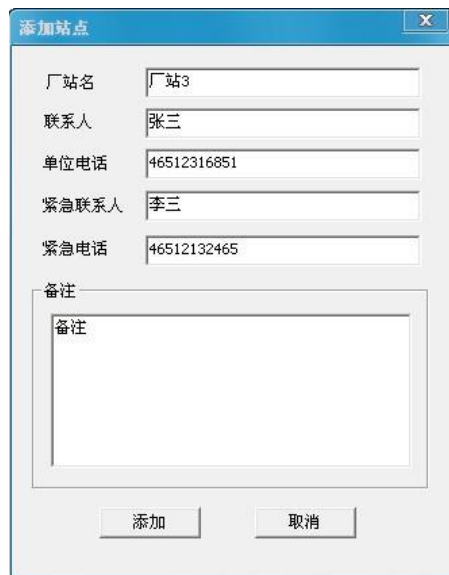 添加站点
厂站名 厂站3
联系人 张三
单位电话 46512316851
紧急联系人 李三
紧急电话 46512132465
备注
备注
添加 取消